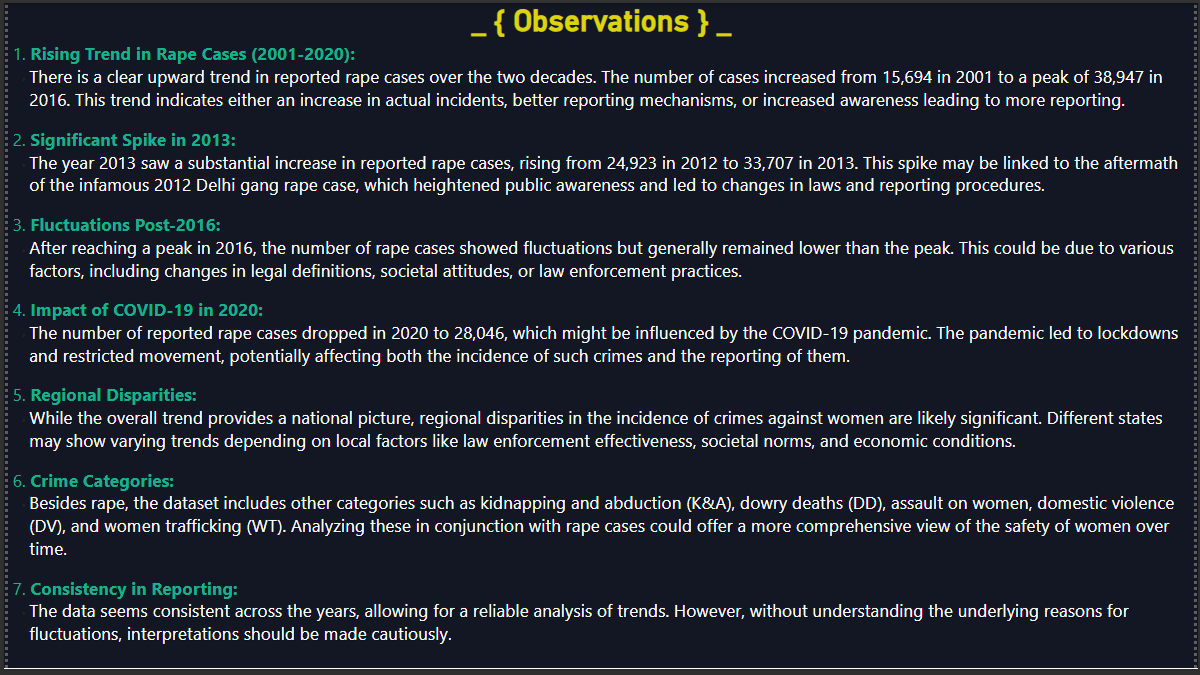 _ { Observations } _
1. Rising Trend in Rape Cases (2001-2020):
There is a clear upward trend in reported rape cases over the two decades. The number of cases increased from 15,694 in 2001 to a peak of 38,947 in
2016. This trend indicates either an increase in actual incidents, better reporting mechanisms, or increased awareness leading to more reporting.
2. Significant Spike in 2013:
The year 2013 saw a substantial increase in reported rape cases, rising from 24,923 in 2012 to 33,707 in 2013. This spike may be linked to the aftermath
of the infamous 2012 Delhi gang rape case, which heightened public awareness and led to changes in laws and reporting procedures.
3. Fluctuations Post-2016:
After reaching a peak in 2016, the number of rape cases showed fluctuations but generally remained lower than the peak. This could be due to various
factors, including changes in legal definitions, societal attitudes, or law enforcement practices.
4. Impact of COVID-19 in 2020:
The number of reported rape cases dropped in 2020 to 28,046, which might be influenced by the COVID-19 pandemic. The pandemic led to lockdowns
and restricted movement, potentially affecting both the incidence of such crimes and the reporting of them.
5. Regional Disparities:
While the overall trend provides a national picture, regional disparities in the incidence of crimes against women are likely significant. Different states
may show varying trends depending on local factors like law enforcement effectiveness, societal norms, and economic conditions.
6. Crime Categories:
Besides rape, the dataset includes other categories such as kidnapping and abduction (K&A), dowry deaths (DD), assault on women, domestic violence
(DV), and women trafficking (WT). Analyzing these in conjunction with rape cases could offer a more comprehensive view of the safety of women over
time.
7. Consistency in Reporting:
The data seems consistent across the years, allowing for a reliable analysis of trends. However, without understanding the underlying reasons for
fluctuations, interpretations should be made cautiously.